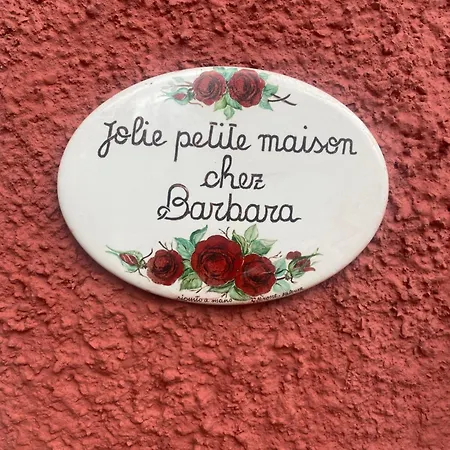 Jolie petite maison
chez
Barbara